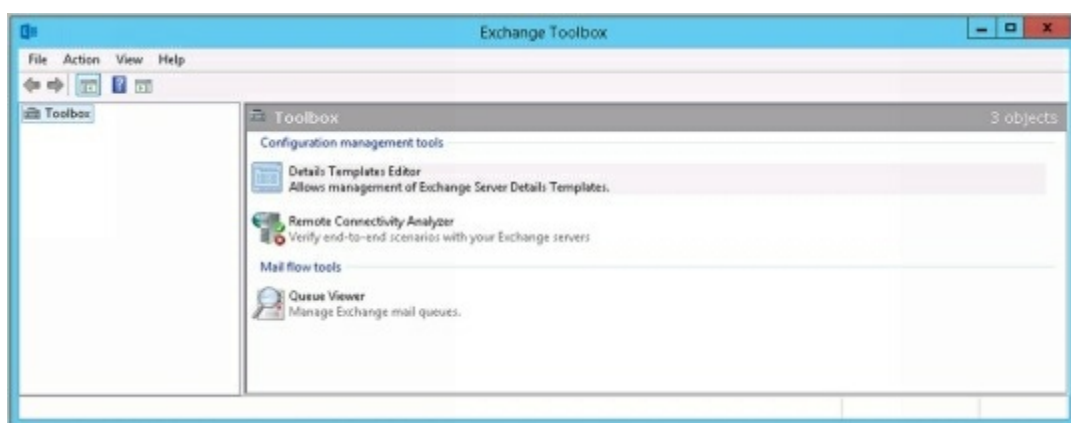 Exchange Toolbox
File Action View Help
Toolbox
Toolbox 3 objects
Configuration management tools
Details Templates Editor
Allows management of Exchange Server Details Templates.
Remote Connectivity Analyzer
Verify end-to-end scenarios with your Exchange servers
Mail flow tools
Queue Viewer
Manage Exchange mail queues.